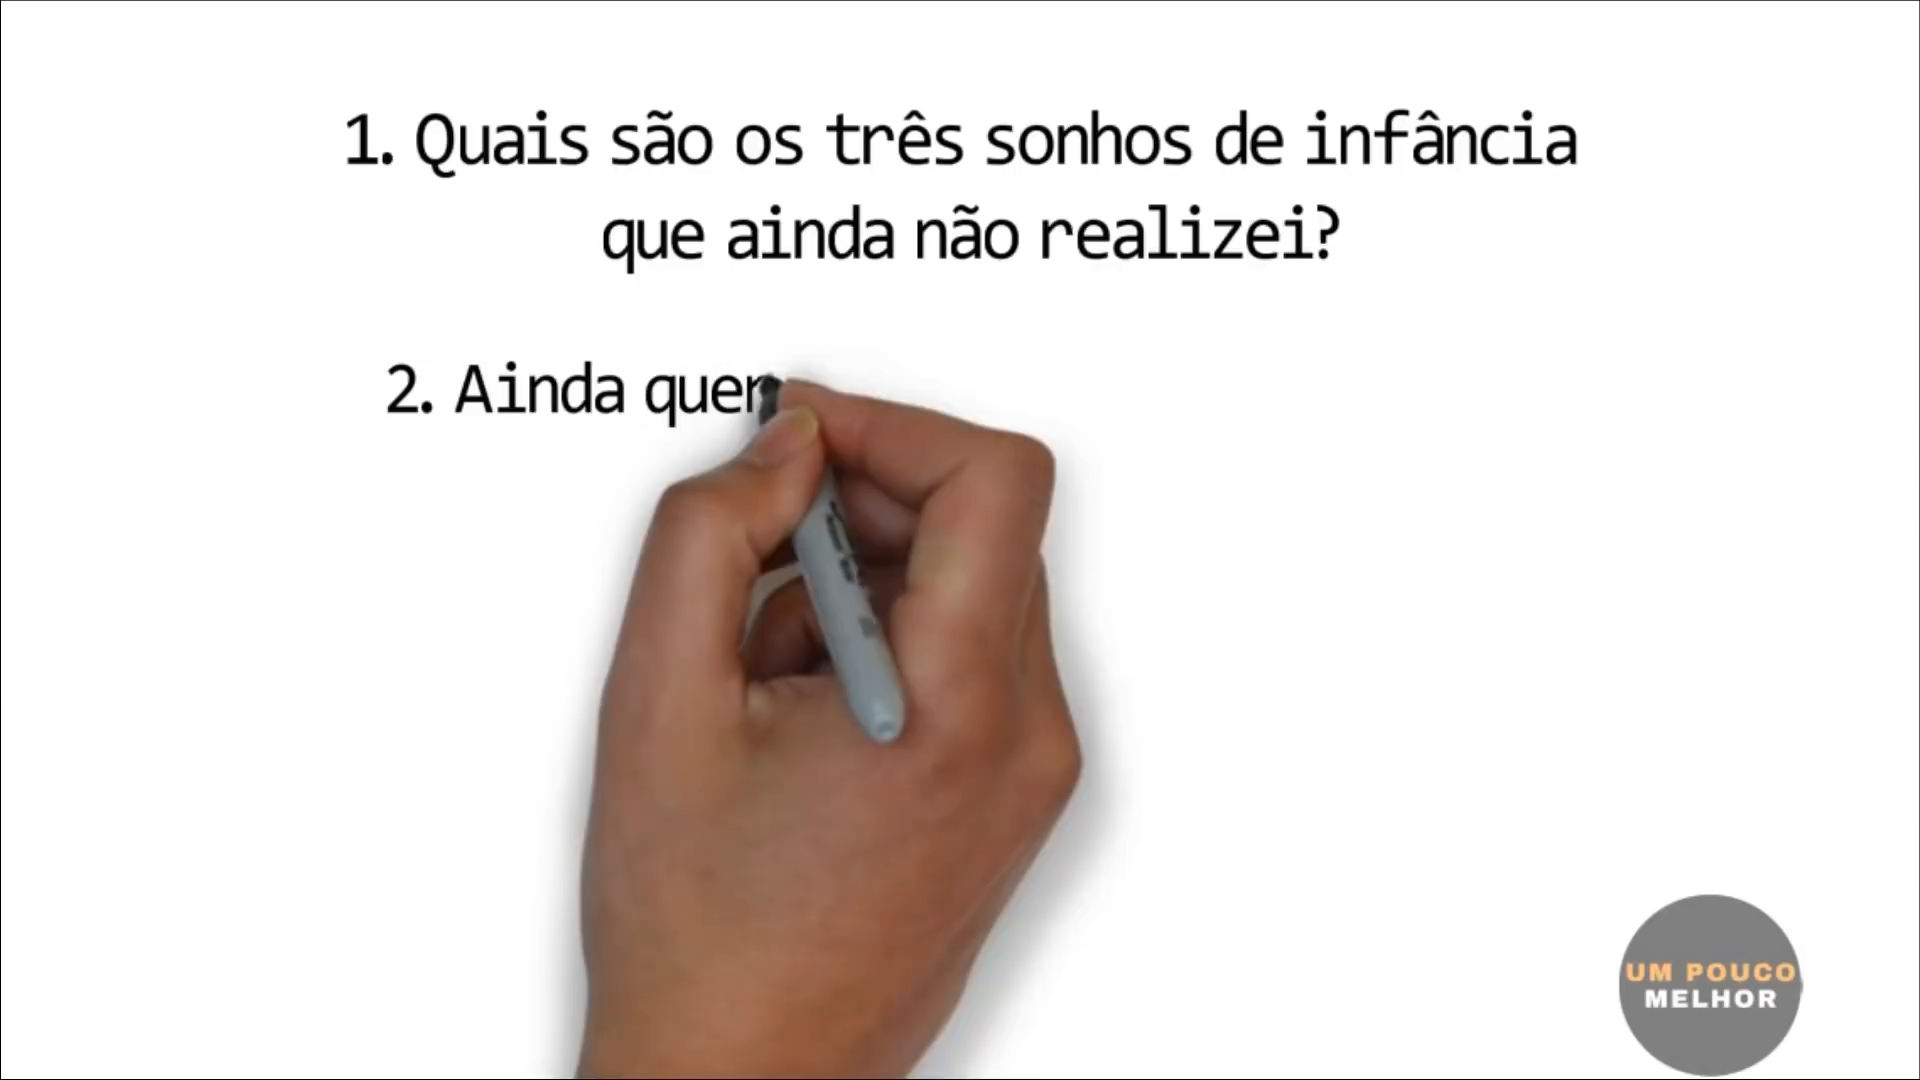 1. Quais são os três sonhos de infância
que ainda não realizei?
2. Ainda quer
UM POUCO
MELHOR